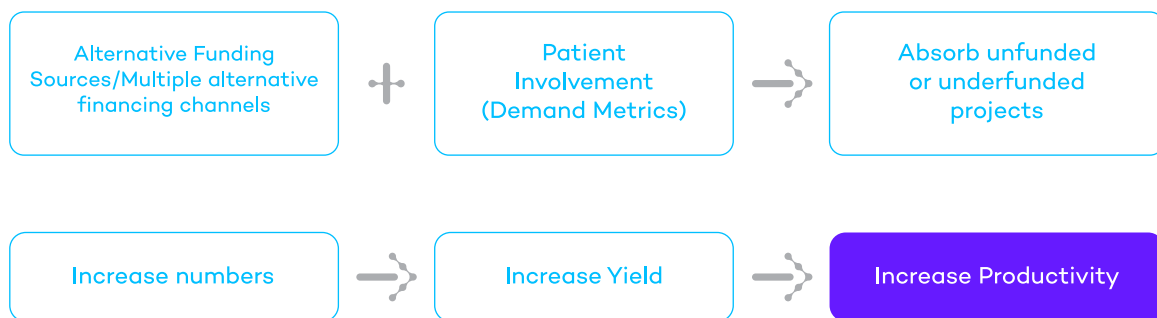 Alternative Funding
Sources/Multiple alternative
financing channels
Patient
Involvement
(Demand Metrics)
Absorb unfunded
or underfunded
projects
Increase numbers
Increase Yield
Increase Productivity